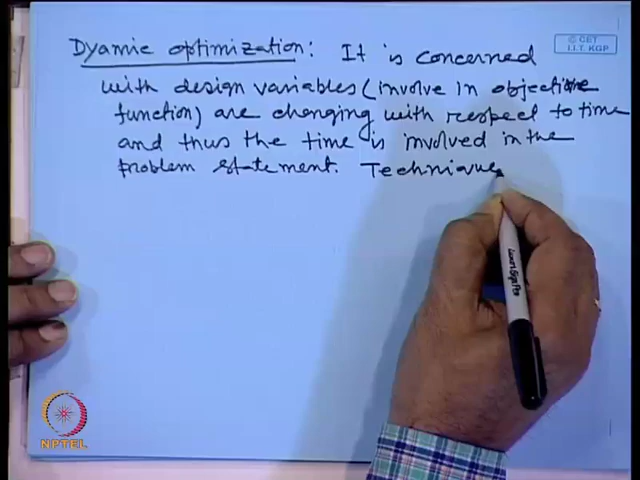 © CET
I.I.T. KGP
Dyamic optimization: It is concerned
with design variables (involve in objective
function) are changing with respect to time
and thus the time is involved in the
problem statement. Technique
NPTEL